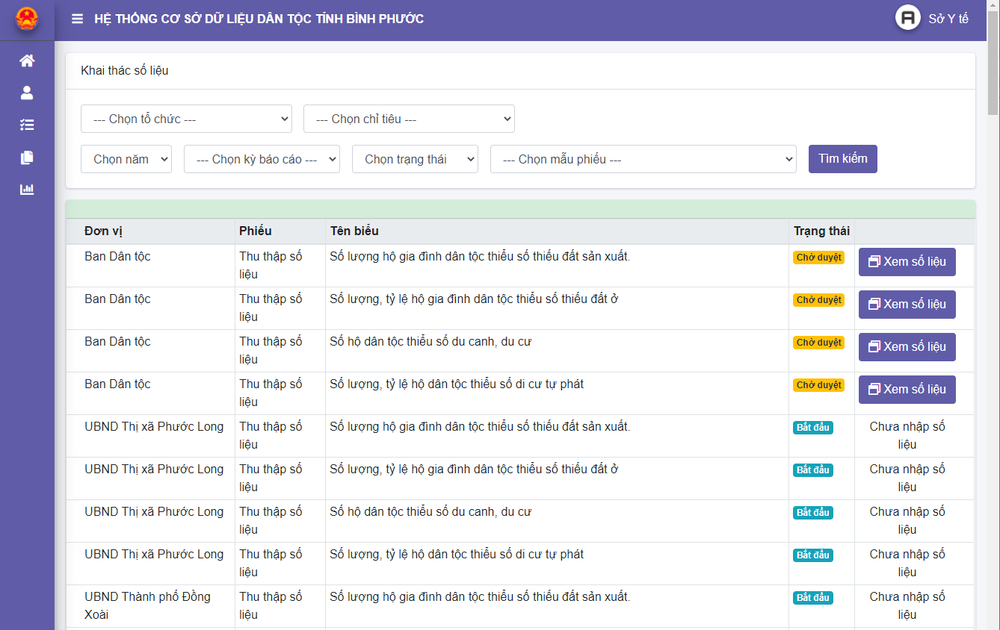 HỆ THỐNG CƠ SỞ DỮ LIỆU DÂN TỘC TỈNH BÌNH PHƯỚC
Sở Y tế
Khai thác số liệu
--- Chọn tổ chức ---
--- Chọn chỉ tiêu ---
Chọn năm
--- Chọn kỳ báo cáo ---
Chọn trạng thái
--- Chọn mẫu phiếu ---
Tìm kiếm
Đơn vị Phiếu Tên biểu Trạng thái
Ban Dân tộc Thu thập số Số lượng hộ gia đình dân tộc thiểu số thiếu đất sản xuất. Chờ duyệt Xem số liệu
liệu
Ban Dân tộc Thu thập số Số lượng, tỷ lệ hộ gia đình dân tộc thiểu số thiếu đất ở Chờ duyệt Xem số liệu
liệu
Ban Dân tộc Thu thập số Số hộ dân tộc thiểu số du canh, du cư Chờ duyệt Xem số liệu
liệu
Ban Dân tộc Thu thập số Số lượng, tỷ lệ hộ dân tộc thiểu số di cư tự phát Chờ duyệt Xem số liệu
liệu
UBND Thị xã Phước Long Thu thập số Số lượng hộ gia đình dân tộc thiểu số thiếu đất sản xuất. Bắt đầu Chưa nhập số
liệu liệu
UBND Thị xã Phước Long Thu thập số Số lượng, tỷ lệ hộ gia đình dân tộc thiểu số thiếu đất ở Bắt đầu Chưa nhập số
liệu liệu
UBND Thị xã Phước Long Thu thập số Số hộ dân tộc thiểu số du canh, du cư Bắt đầu Chưa nhập số
liệu liệu
UBND Thị xã Phước Long Thu thập số Số lượng, tỷ lệ hộ dân tộc thiểu số di cư tự phát Bắt đầu Chưa nhập số
liệu liệu
UBND Thành phố Đồng Thu thập số Số lượng hộ gia đình dân tộc thiểu số thiếu đất sản xuất. Bắt đầu Chưa nhập số
Xoài liệu liệu